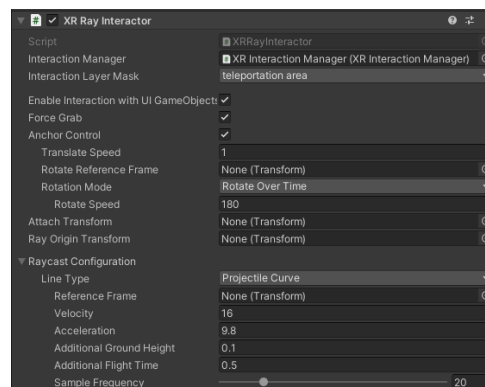 XR Ray Interactor
Script XRRayInteractor
Interaction Manager XR Interaction Manager (XR Interaction Manager)
Interaction Layer Mask teleportation area
Enable Interaction with UI GameObjects
Force Grab
Anchor Control
Translate Speed 1
Rotate Reference Frame None (Transform)
Rotation Mode Rotate Over Time
Rotate Speed 180
Attach Transform None (Transform)
Ray Origin Transform None (Transform)
Raycast Configuration
Line Type Projectile Curve
Reference Frame None (Transform)
Velocity 16
Acceleration 9.8
Additional Ground Height 0.1
Additional Flight Time 0.5
Sample Frequency 20